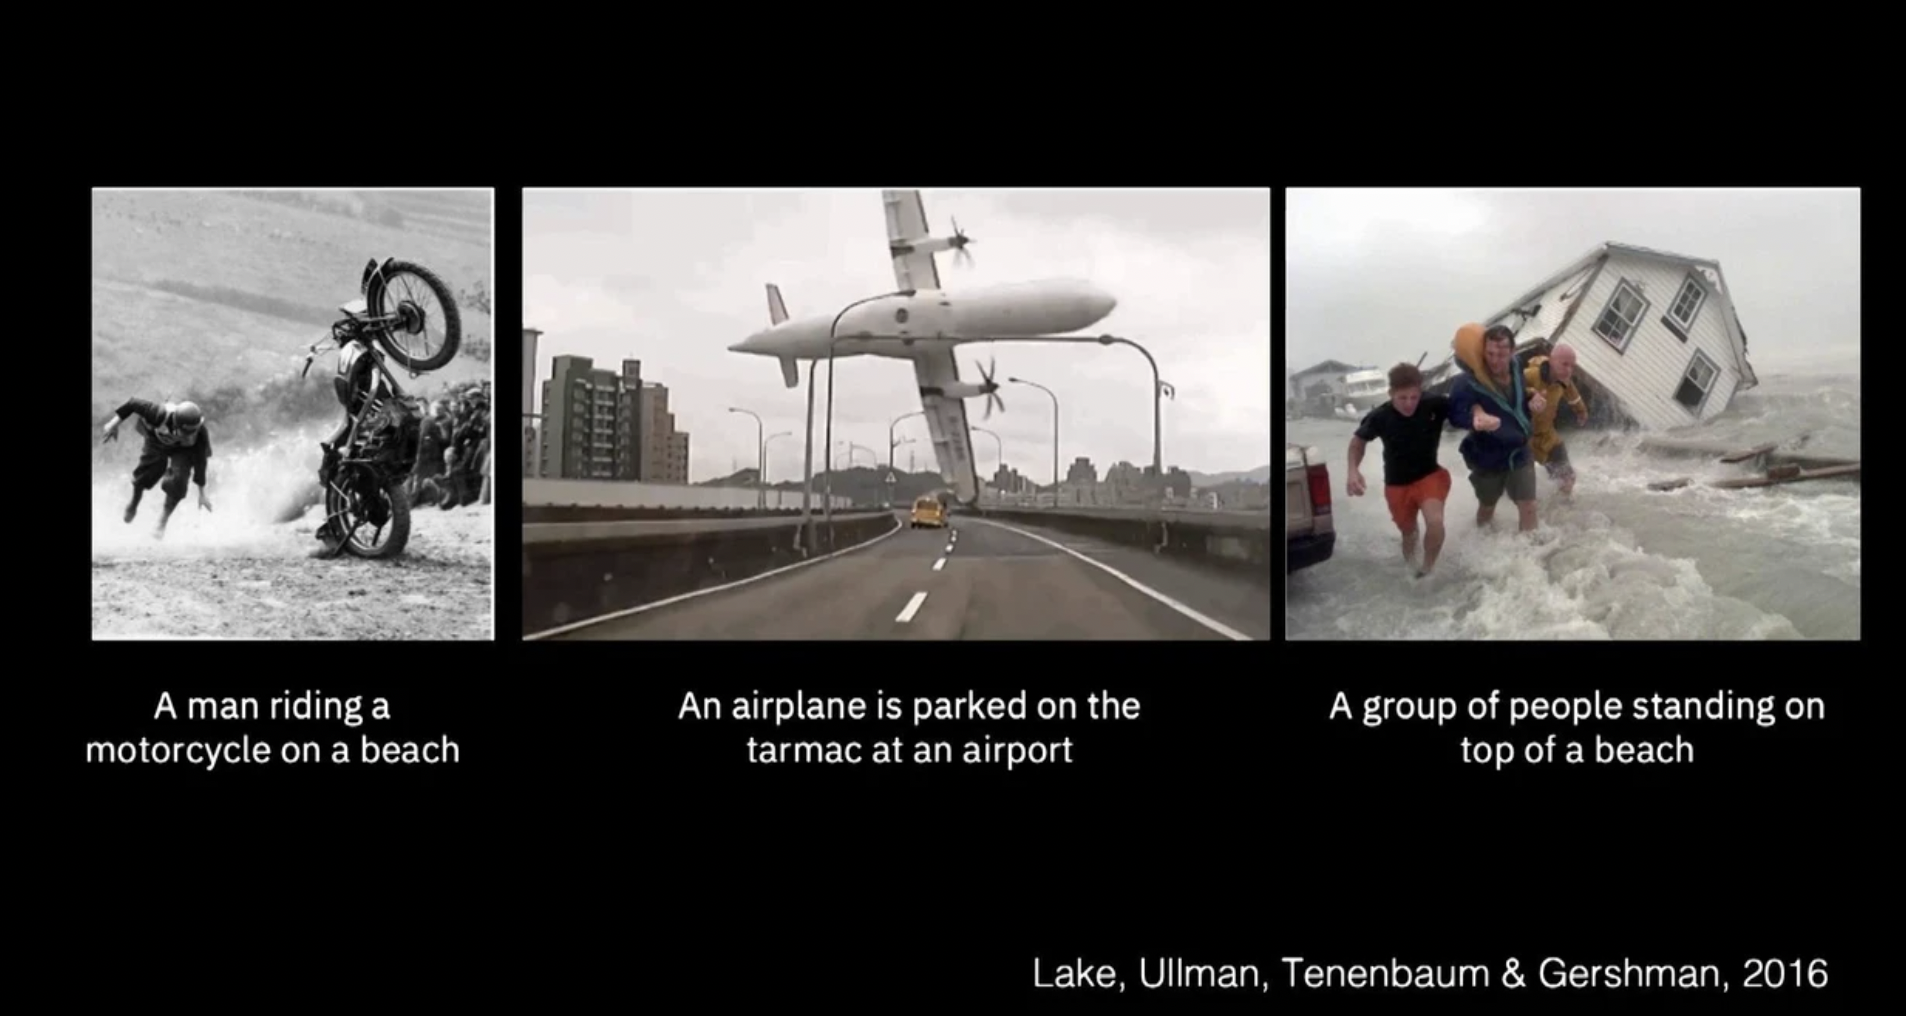 A man riding a
motorcycle on a beach
An airplane is parked on the
tarmac at an airport
A group of people standing on
top of a beach
Lake, Ullman, Tenenbaum & Gershman, 2016